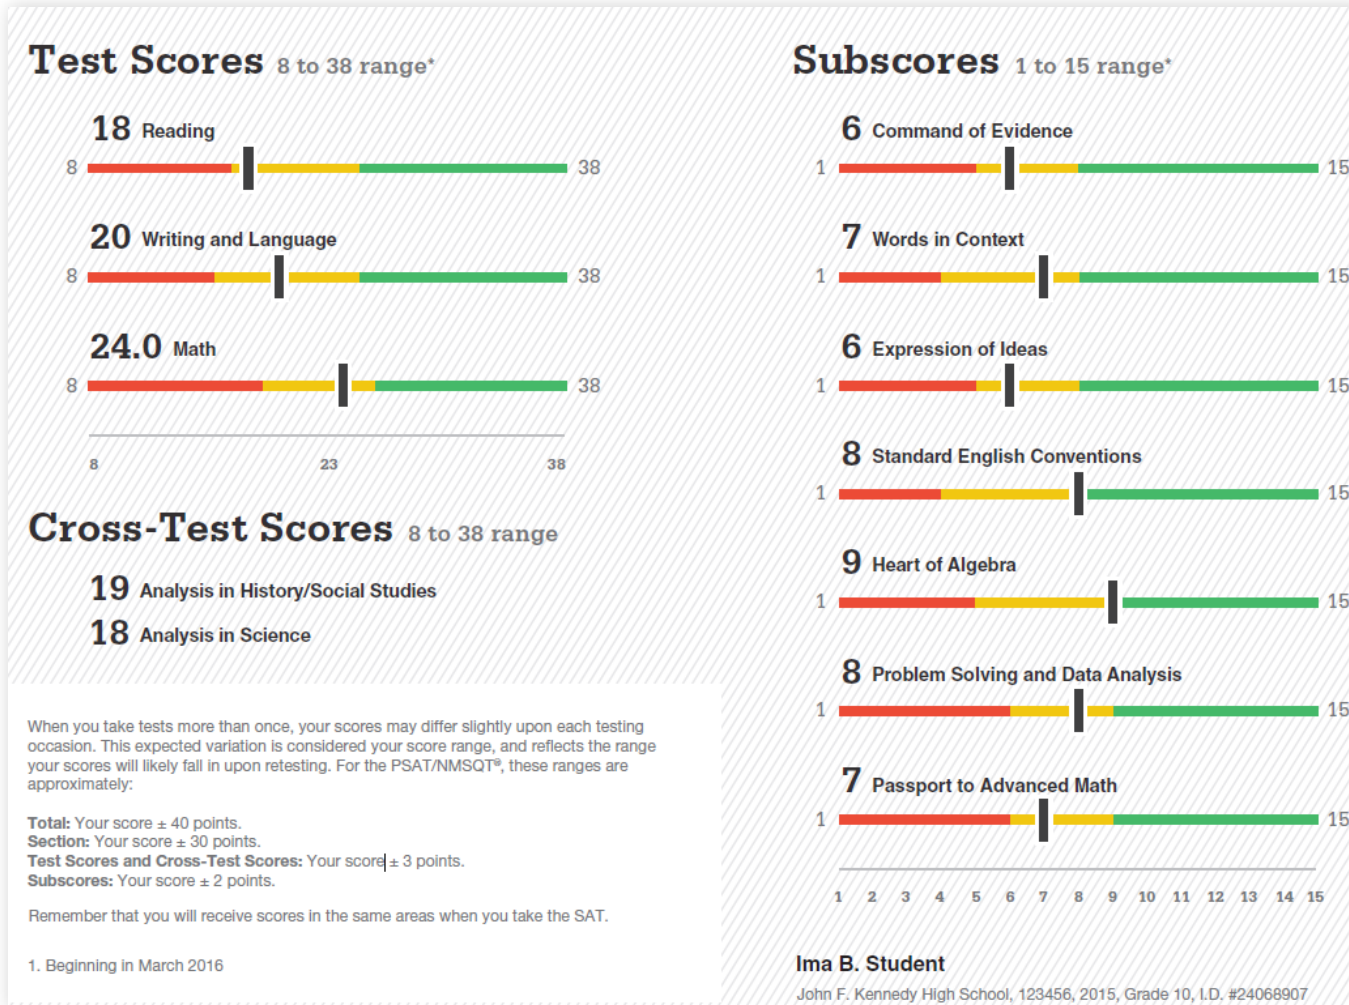 Test Scores 8 to 38 range*
18 Reading
8 38
20 Writing and Language
8 38
24.0 Math
8 38
8 23 38
Cross-Test Scores 8 to 38 range
19 Analysis in History/Social Studies
18 Analysis in Science
When you take tests more than once, your scores may differ slightly upon each testing
occasion. This expected variation is considered your score range, and reflects the range
your scores will likely fall in upon retesting. For the PSAT/NMSQT®, these ranges are
approximately:
Total: Your score ± 40 points.
Section: Your score ± 30 points.
Test Scores and Cross-Test Scores: Your score ± 3 points.
Subscores: Your score ± 2 points.
Remember that you will receive scores in the same areas when you take the SAT.
1. Beginning in March 2016
Subscores 1 to 15 range*
6 Command of Evidence
1 15
7 Words in Context
1 15
6 Expression of Ideas
1 15
8 Standard English Conventions
1 15
9 Heart of Algebra
1 15
8 Problem Solving and Data Analysis
1 15
7 Passport to Advanced Math
1 15
1 2 3 4 5 6 7 8 9 10 11 12 13 14 15
Ima B. Student
John F. Kennedy High School, 123456, 2015, Grade 10, I.D. #24068907